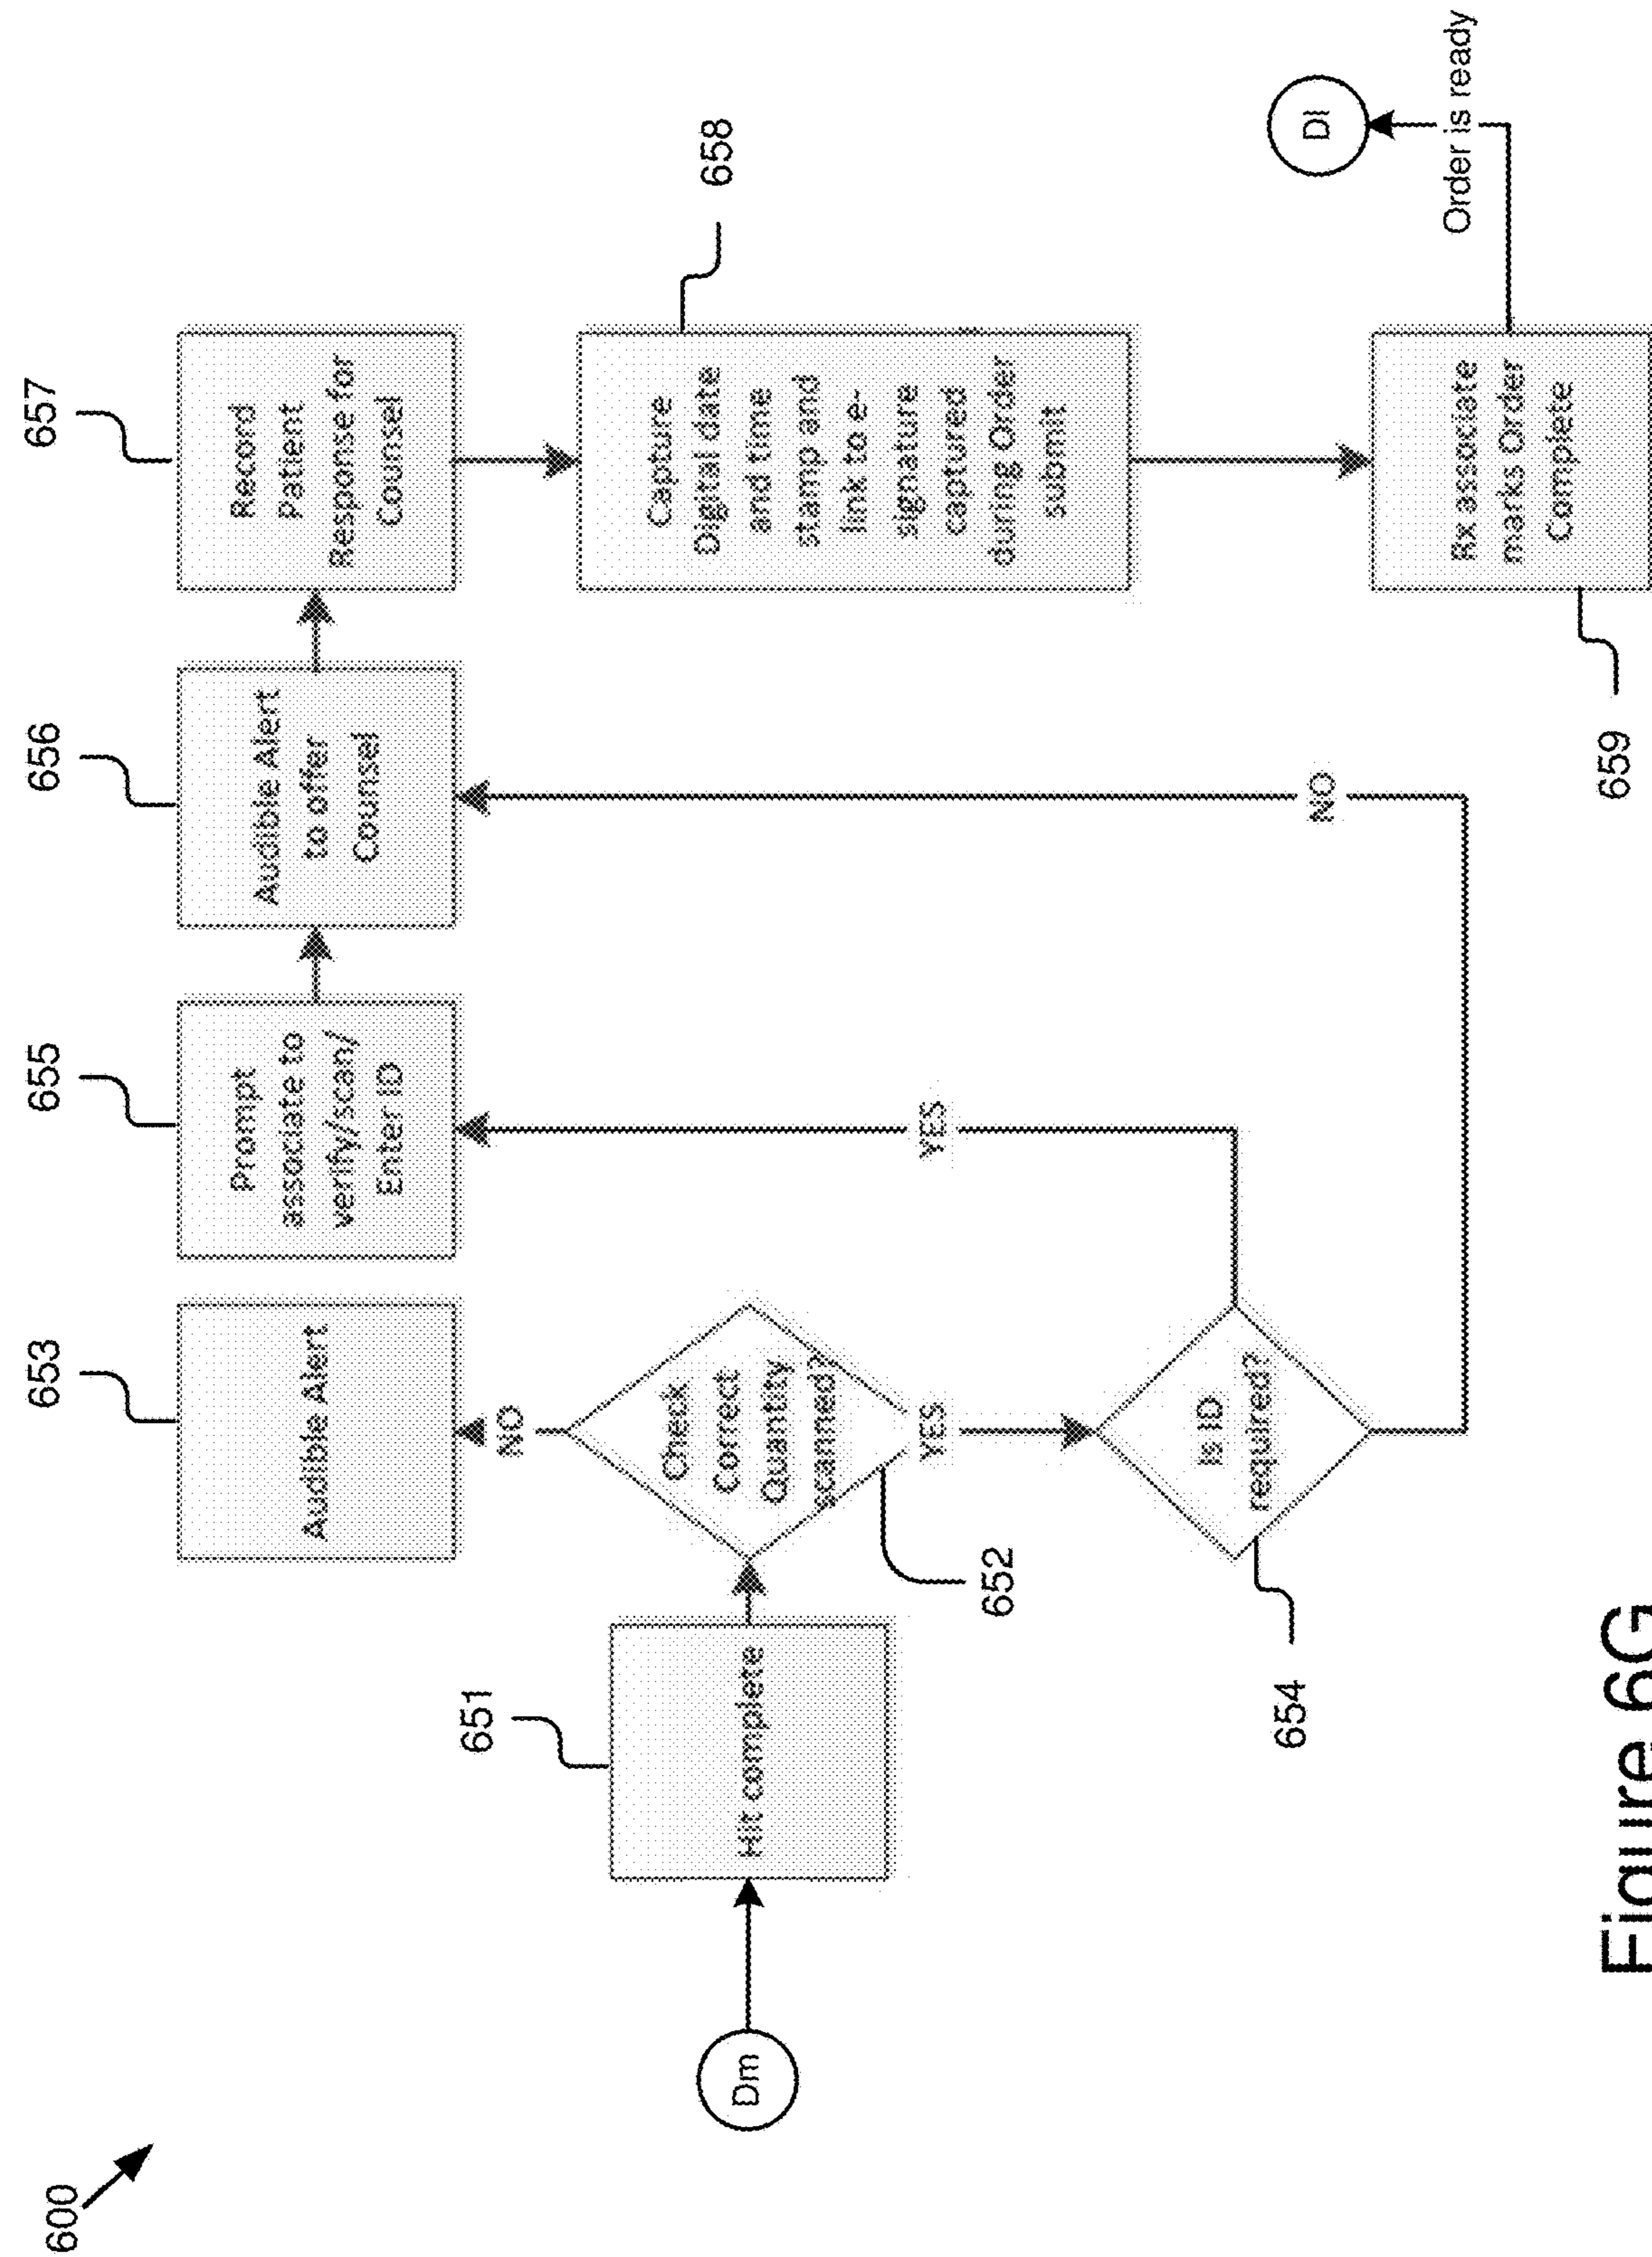 600
Dm
651
Hit complete
652
Check
Correct
Quantity
scanned?
NO
653
Audible Alert
YES
654
Is ID
required?
YES
655
Prompt
associate to
verify/scan/
Enter ID
NO
656
Audible Alert
to offer
Counsel
657
Record
Patient
Response for
Counsel
658
Capture
Digital date
and time
stamp and
link to e-
signature
captured
during Order
submit
659
Rx associate
marks Order
Complete
Order is ready
Dl
Figure 6G